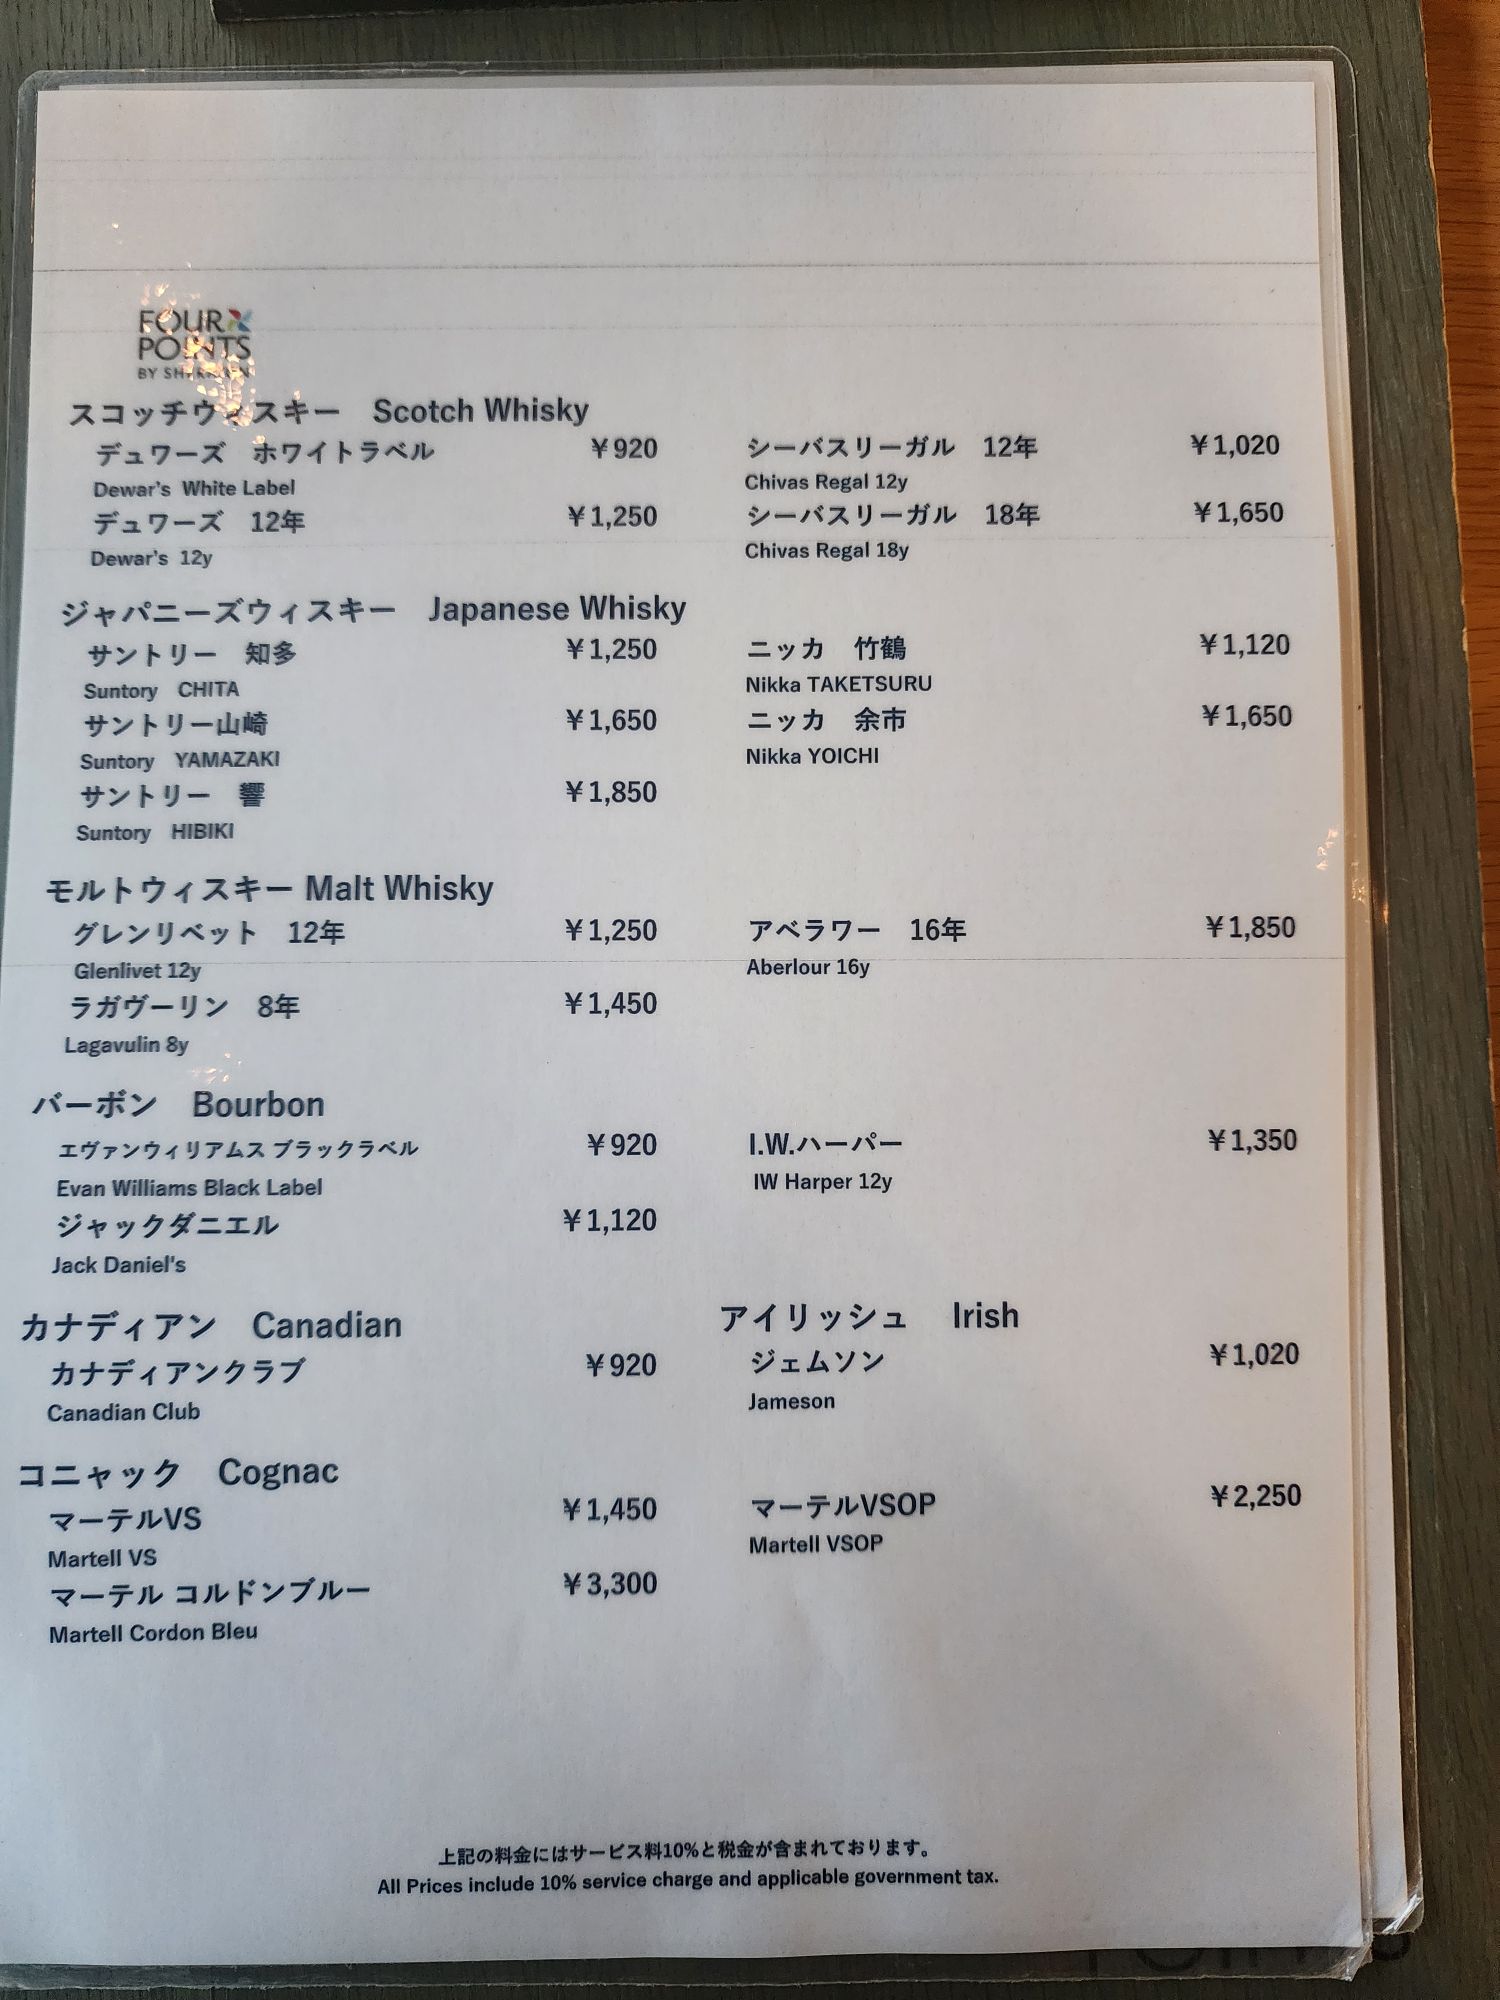 FOUR
POINTS
BY SHERATON
スコッチウィスキー　Scotch Whisky
デュワーズ　ホワイトラベル ¥920 シーバスリーガル　12年 ¥1,020
Dewar's White Label Chivas Regal 12y
デュワーズ　12年 ¥1,250 シーバスリーガル　18年 ¥1,650
Dewar's 12y Chivas Regal 18y
ジャパニーズウィスキー　Japanese Whisky
サントリー　知多 ¥1,250 ニッカ　竹鶴 ¥1,120
Suntory CHITA Nikka TAKETSURU
サントリー山崎 ¥1,650 ニッカ　余市 ¥1,650
Suntory YAMAZAKI Nikka YOICHI
サントリー　響 ¥1,850
Suntory HIBIKI
モルトウィスキー Malt Whisky
グレンリベット　12年 ¥1,250 アベラワー　16年 ¥1,850
Glenlivet 12y Aberlour 16y
ラガヴーリン　8年 ¥1,450
Lagavulin 8y
バーボン　Bourbon
エヴァンウィリアムス ブラックラベル ¥920 I.W.ハーパー ¥1,350
Evan Williams Black Label IW Harper 12y
ジャックダニエル ¥1,120
Jack Daniel's
カナディアン　Canadian アイリッシュ　Irish
カナディアンクラブ ¥920 ジェムソン ¥1,020
Canadian Club Jameson
コニャック　Cognac
マーテルVS ¥1,450 マーテルVSOP ¥2,250
Martell VS Martell VSOP
マーテル コルドンブルー ¥3,300
Martell Cordon Bleu
上記の料金にはサービス料10%と税金が含まれております。
All Prices include 10% service charge and applicable government tax.